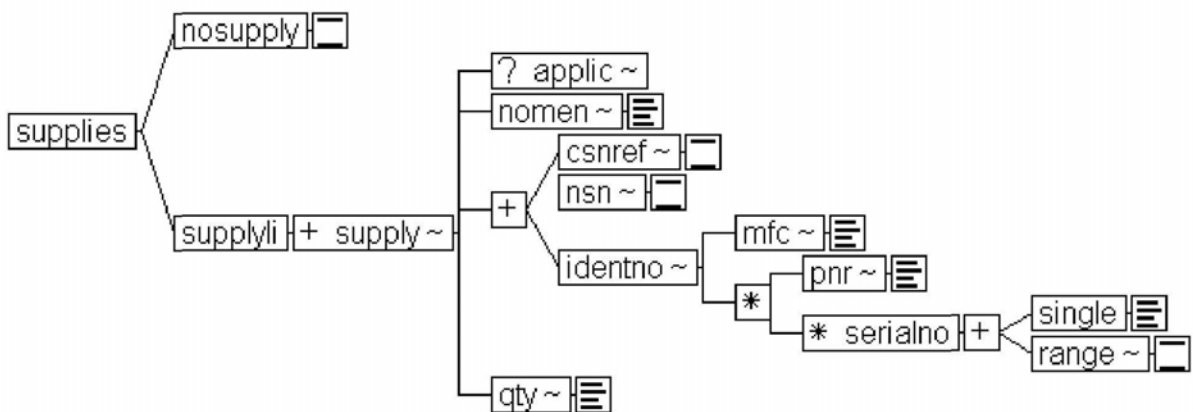 nosupply
? applic ~
nomen ~
supplies
csnref ~
nsn ~
+
supplyli + supply ~
mfc ~
identno ~
pnr ~
*
single
* serialno +
range ~
qty ~